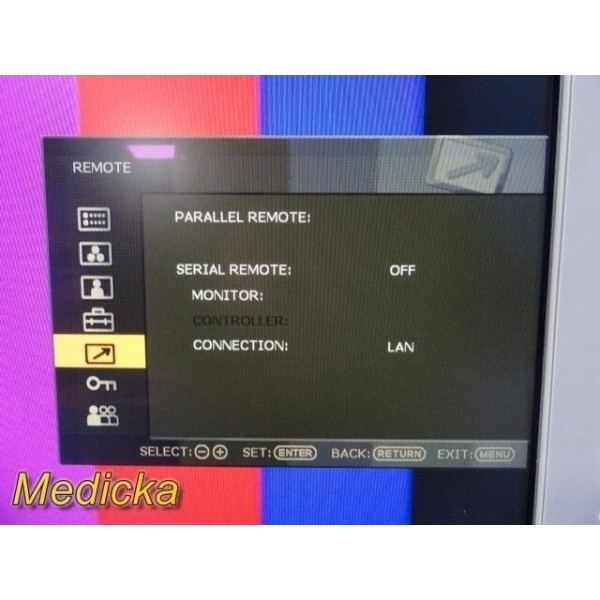 REMOTE
PARALLEL REMOTE:
SERIAL REMOTE: OFF
MONITOR:
CONTROLLER:
CONNECTION: LAN
SELECT: SET: ENTER BACK: RETURN EXIT: MENU
Medicka